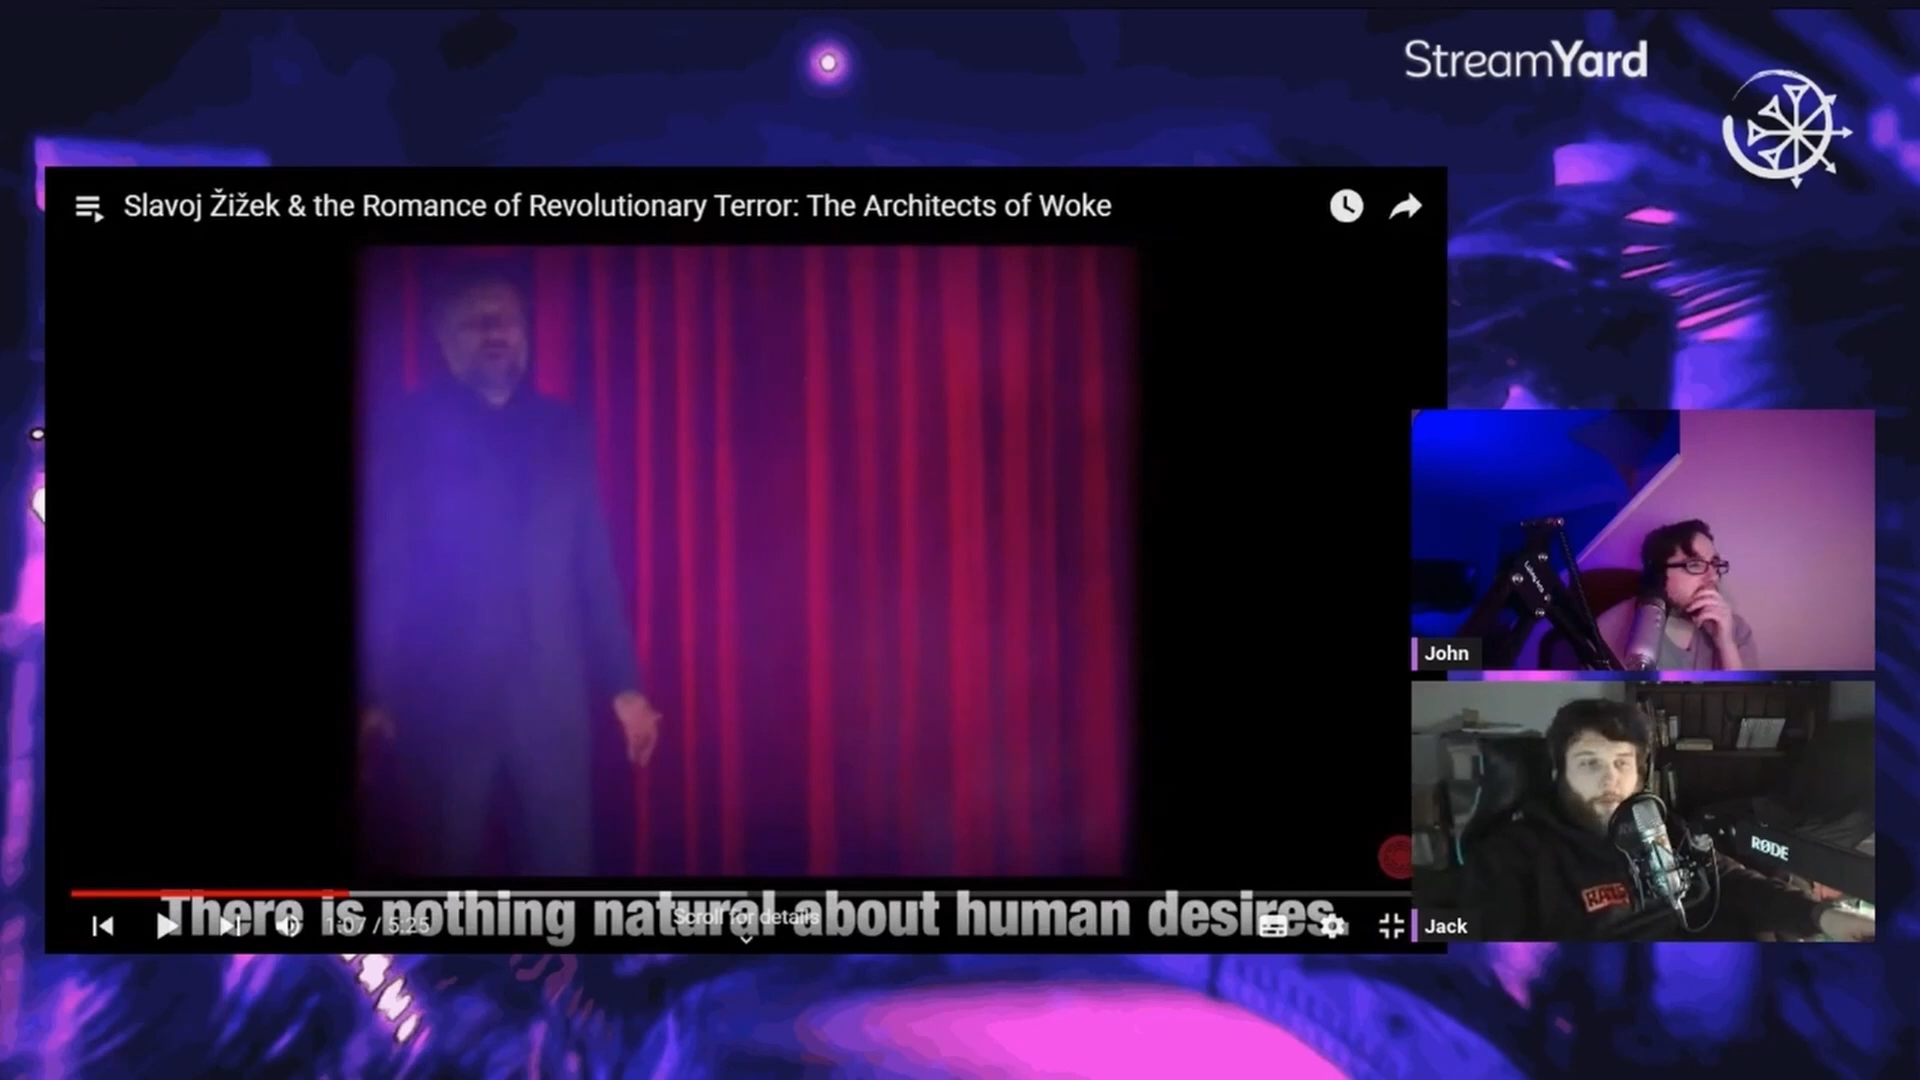 StreamYard
Slavoj Žižek & the Romance of Revolutionary Terror: The Architects of Woke
John
RØDE
There is nothing natural about human desires.
Scroll for details
1:07 / 5:25
Jack